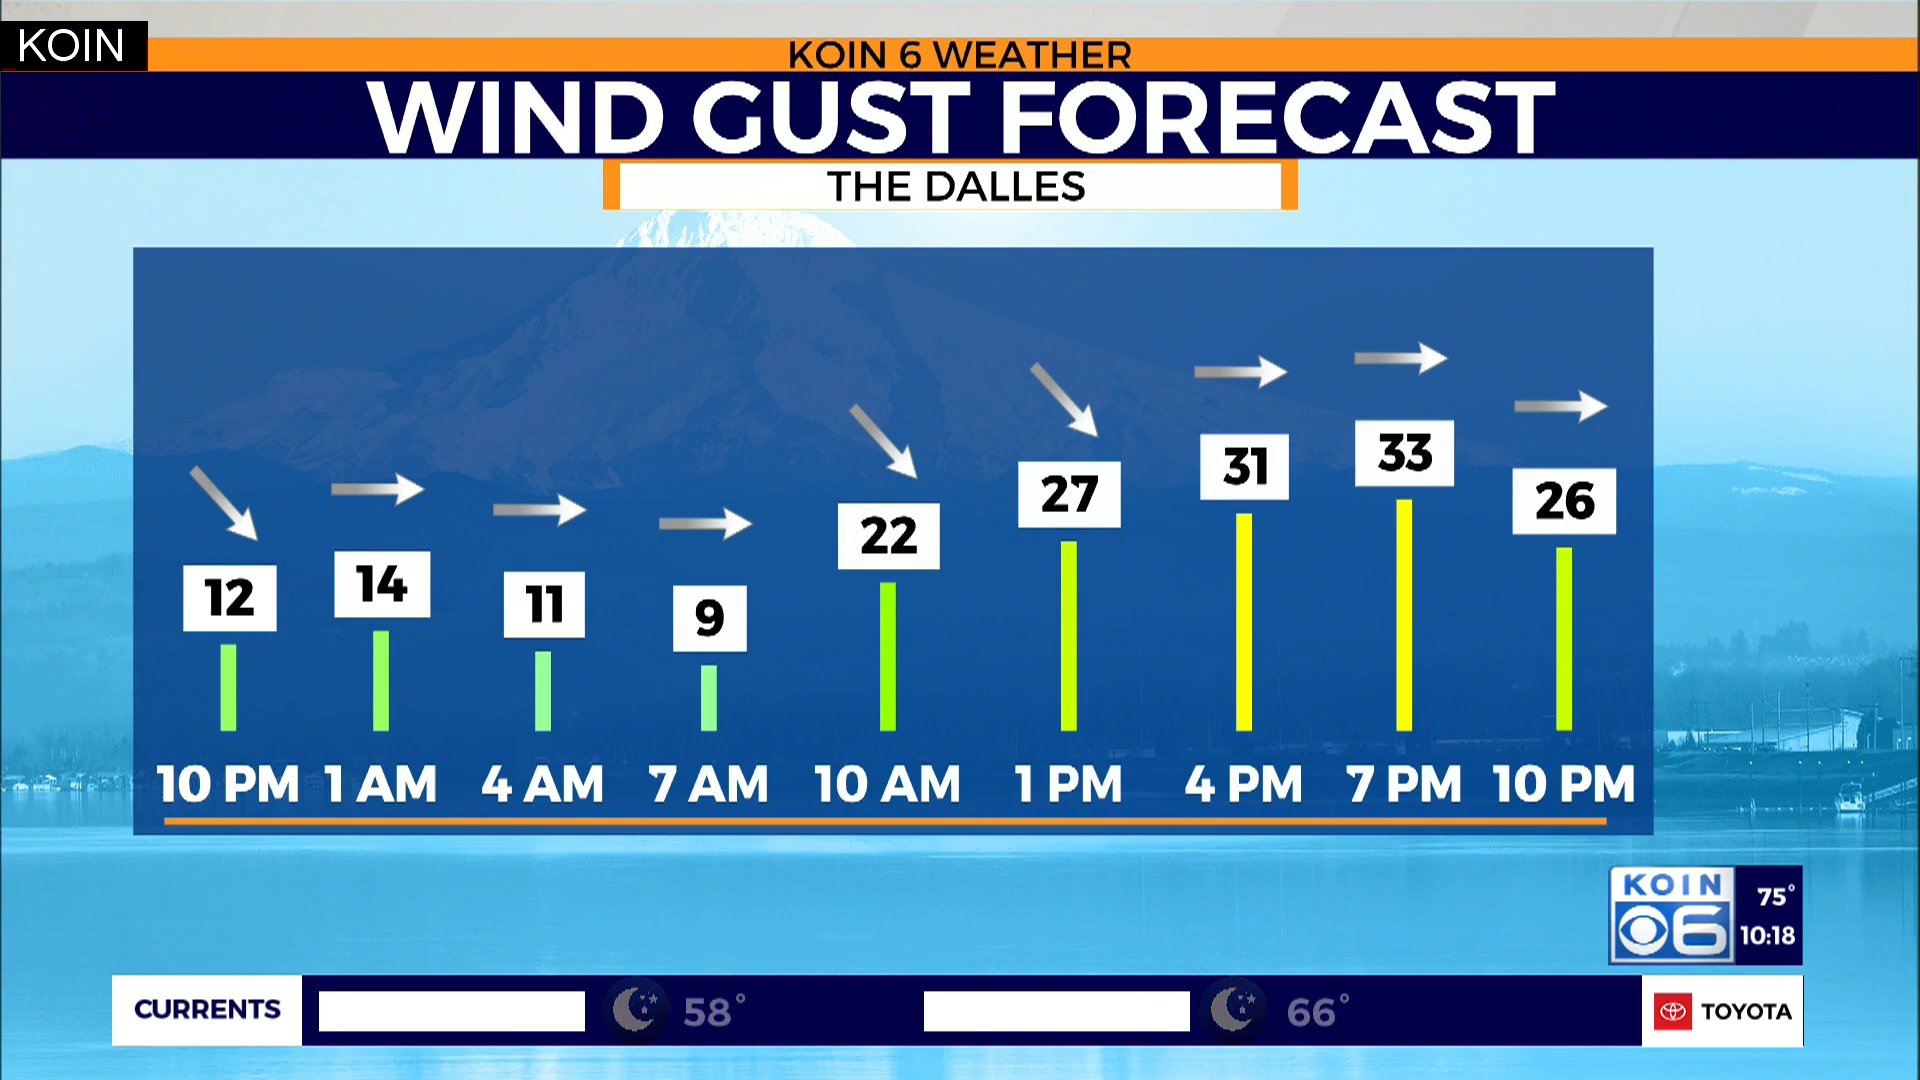 KOIN
KOIN 6 WEATHER
WIND GUST FORECAST
THE DALLES
12 14 11 9 22 27 31 33 26
10 PM 1 AM 4 AM 7 AM 10 AM 1 PM 4 PM 7 PM 10 PM
KOIN 6
75°
10:18
CURRENTS 58° 66° TOYOTA